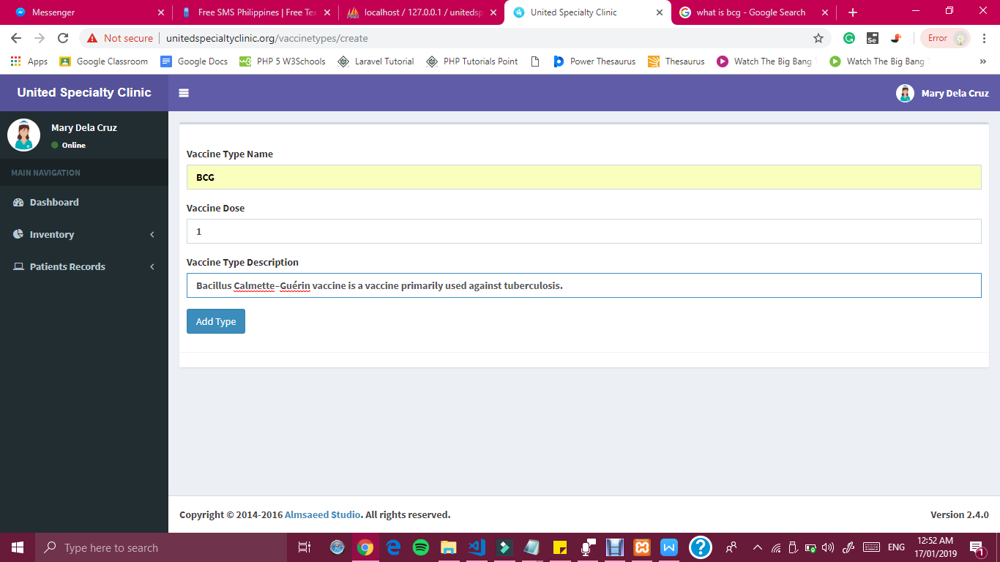 Messenger
Free SMS Philippines | Free Te
localhost / 127.0.0.1 / unitedsp
United Specialty Clinic
what is bcg - Google Search
Not secure
unitedspecialtyclinic.org/vaccinetypes/create
Se
Error
Apps
Google Classroom
Google Docs
PHP 5 W3Schools
Laravel Tutorial
PHP Tutorials Point
Power Thesaurus
Thesaurus
Watch The Big Bang
Watch The Big Bang
»
United Specialty Clinic
Mary Dela Cruz
Mary Dela Cruz
Online
MAIN NAVIGATION
Dashboard
Inventory
Patients Records
Vaccine Type Name
BCG
Vaccine Dose
1
Vaccine Type Description
Bacillus Calmette–Guérin vaccine is a vaccine primarily used against tuberculosis.
Add Type
Copyright © 2014-2016 Almsaeed Studio. All rights reserved.
Version 2.4.0
Type here to search
ENG
12:52 AM
17/01/2019
1